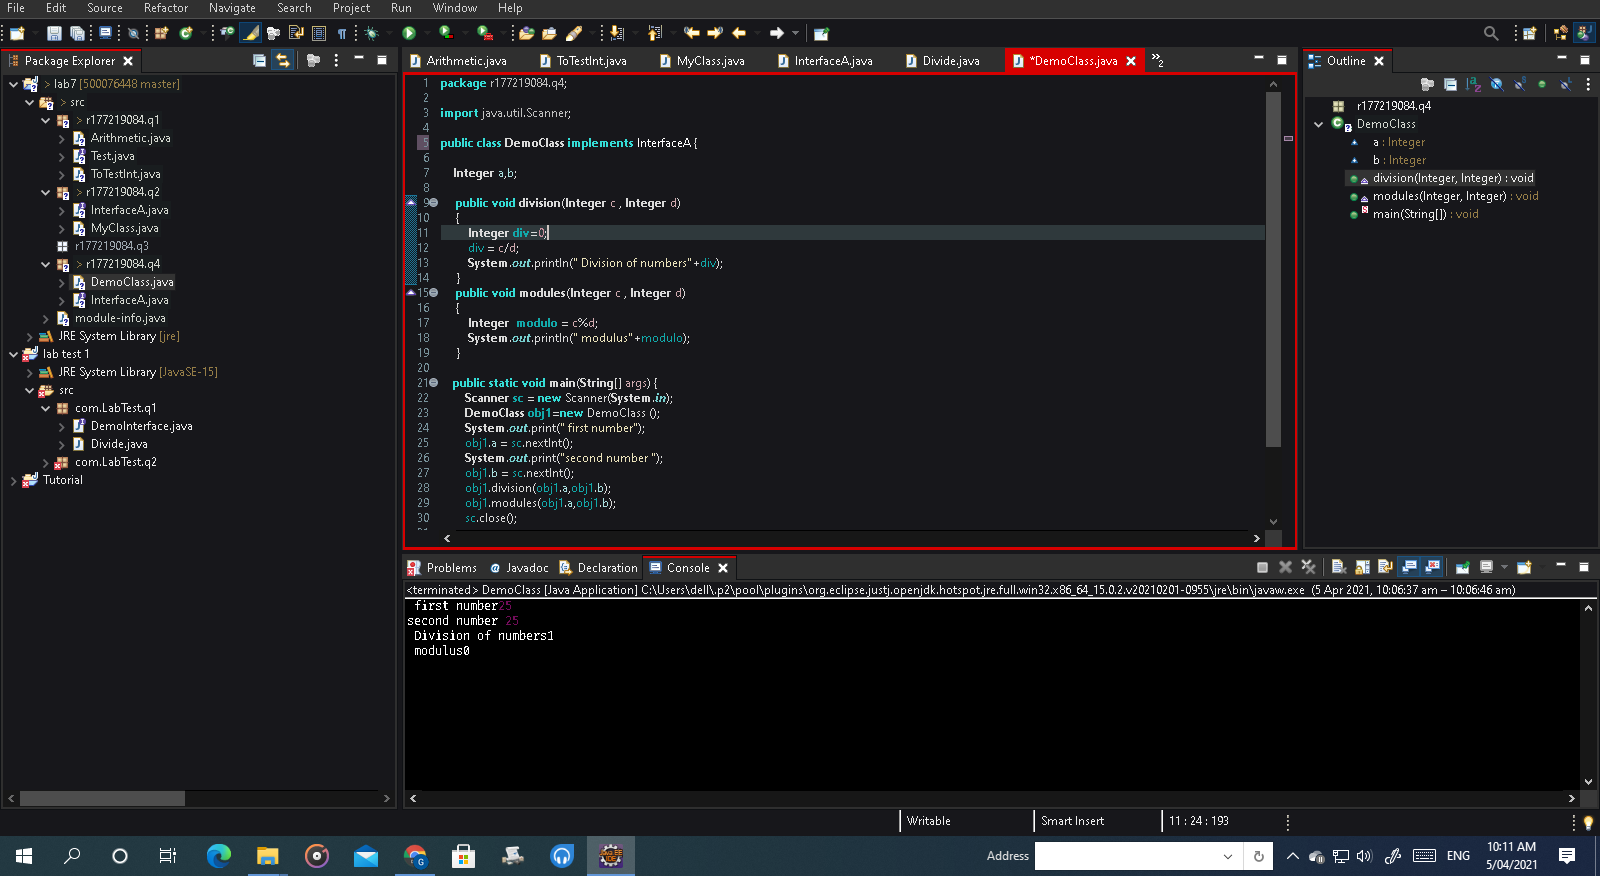 File Edit Source Refactor Navigate Search Project Run Window Help
Package Explorer
> lab7 [500076448 master]
> src
> r177219084.q1
Arithmetic.java
Test.java
ToTestInt.java
> r177219084.q2
InterfaceA.java
MyClass.java
r177219084.q3
> r177219084.q4
DemoClass.java
InterfaceA.java
module-info.java
JRE System Library [jre]
lab test 1
JRE System Library [JavaSE-15]
src
com.LabTest.q1
DemoInterface.java
Divide.java
com.LabTest.q2
Tutorial
Arithmetic.java ToTestInt.java MyClass.java InterfaceA.java Divide.java *DemoClass.java »2
1 package r177219084.q4;
2
3 import java.util.Scanner;
4
5 public class DemoClass implements InterfaceA {
6
7 Integer a,b;
8
9 public void division(Integer c , Integer d)
10 {
11 Integer div=0;
12 div = c/d;
13 System.out.println(" Division of numbers"+div);
14 }
15 public void modules(Integer c , Integer d)
16 {
17 Integer modulo = c%d;
18 System.out.println(" modulus"+modulo);
19 }
20
21 public static void main(String[] args) {
22 Scanner sc = new Scanner(System.in);
23 DemoClass obj1=new DemoClass ();
24 System.out.print(" first number");
25 obj1.a = sc.nextInt();
26 System.out.print("second number ");
27 obj1.b = sc.nextInt();
28 obj1.division(obj1.a,obj1.b);
29 obj1.modules(obj1.a,obj1.b);
30 sc.close();
Outline
r177219084.q4
DemoClass
a : Integer
b : Integer
division(Integer, Integer) : void
modules(Integer, Integer) : void
main(String[]) : void
Problems @ Javadoc Declaration Console
<terminated> DemoClass [Java Application] C:\Users\dell\.p2\pool\plugins\org.eclipse.justj.openjdk.hotspot.jre.full.win32.x86_64_15.0.2.v20210201-0955\jre\bin\javaw.exe (5 Apr 2021, 10:06:37 am – 10:06:46 am)
first number25
second number 25
Division of numbers1
modulus0
Writable Smart Insert 11 : 24 : 193
Address
ENG
10:11 AM
5/04/2021